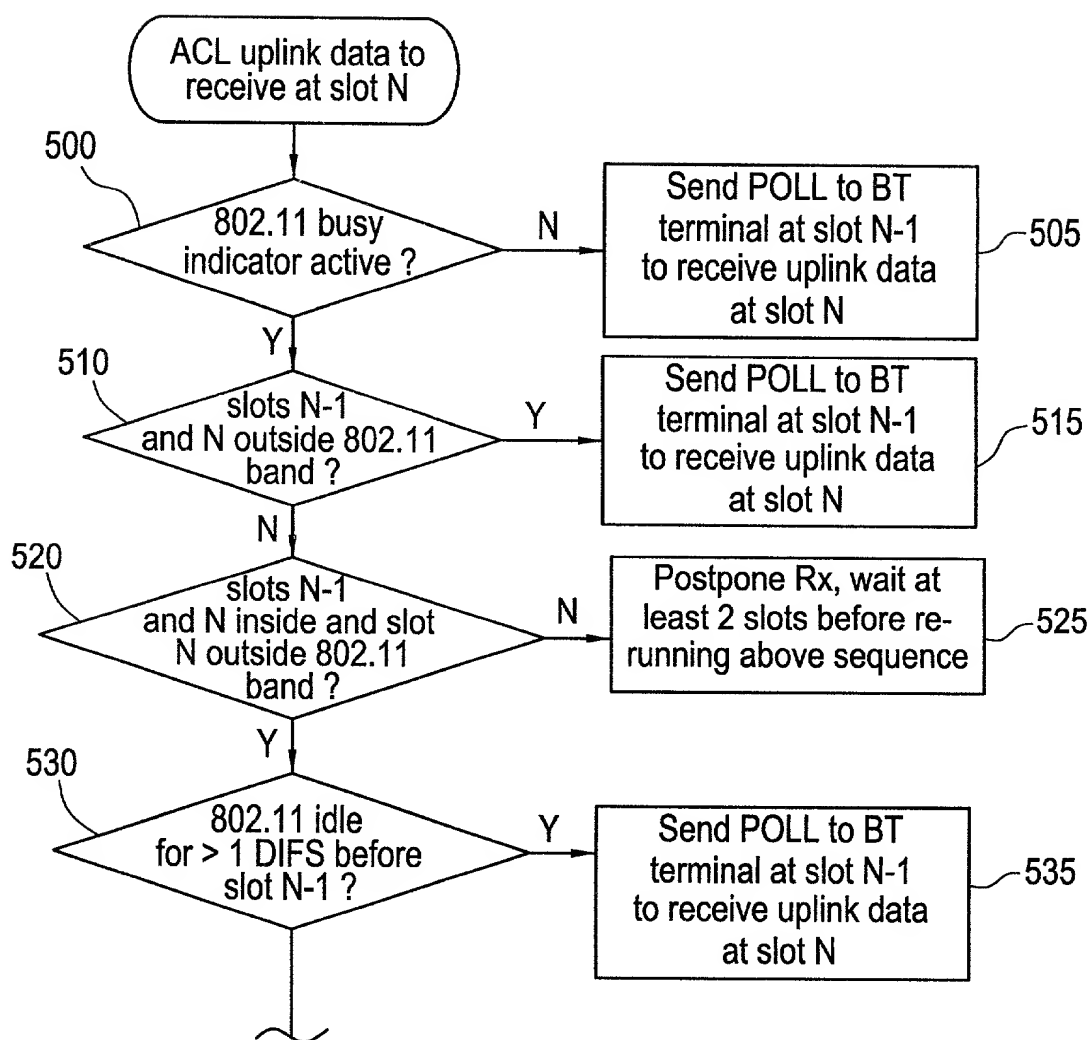 ACL uplink data to
receive at slot N
500
802.11 busy
indicator active ?
N
Send POLL to BT
terminal at slot N-1
to receive uplink data
at slot N
505
Y
510
slots N-1
and N outside 802.11
band ?
Y
Send POLL to BT
terminal at slot N-1
to receive uplink data
at slot N
515
N
520
slots N-1
and N inside and slot
N outside 802.11
band ?
N
Postpone Rx, wait at
least 2 slots before re-
running above sequence
525
Y
530
802.11 idle
for > 1 DIFS before
slot N-1 ?
Y
Send POLL to BT
terminal at slot N-1
to receive uplink data
at slot N
535